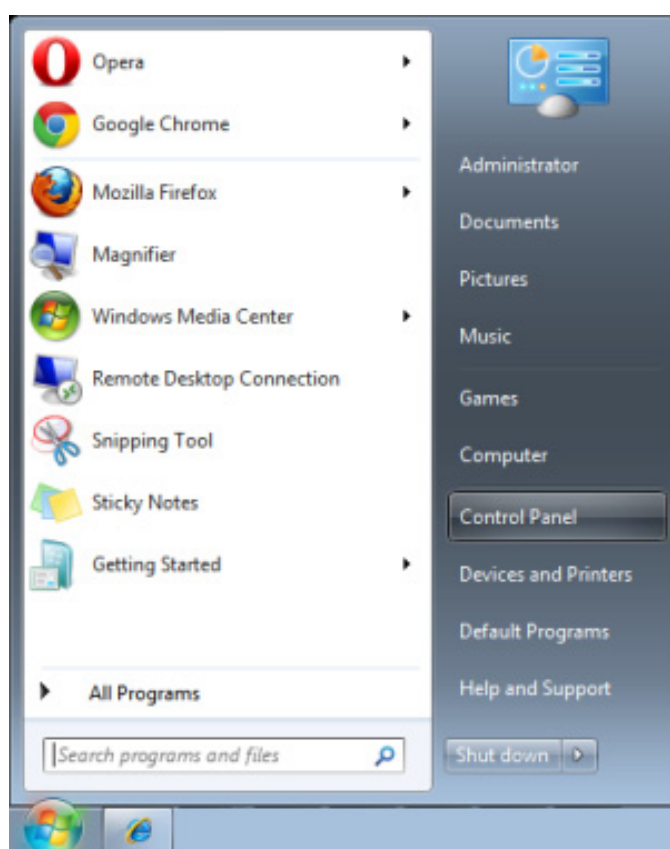 Opera
Google Chrome
Mozilla Firefox
Magnifier
Windows Media Center
Remote Desktop Connection
Snipping Tool
Sticky Notes
Getting Started
All Programs
Search programs and files
Administrator
Documents
Pictures
Music
Games
Computer
Control Panel
Devices and Printers
Default Programs
Help and Support
Shut down